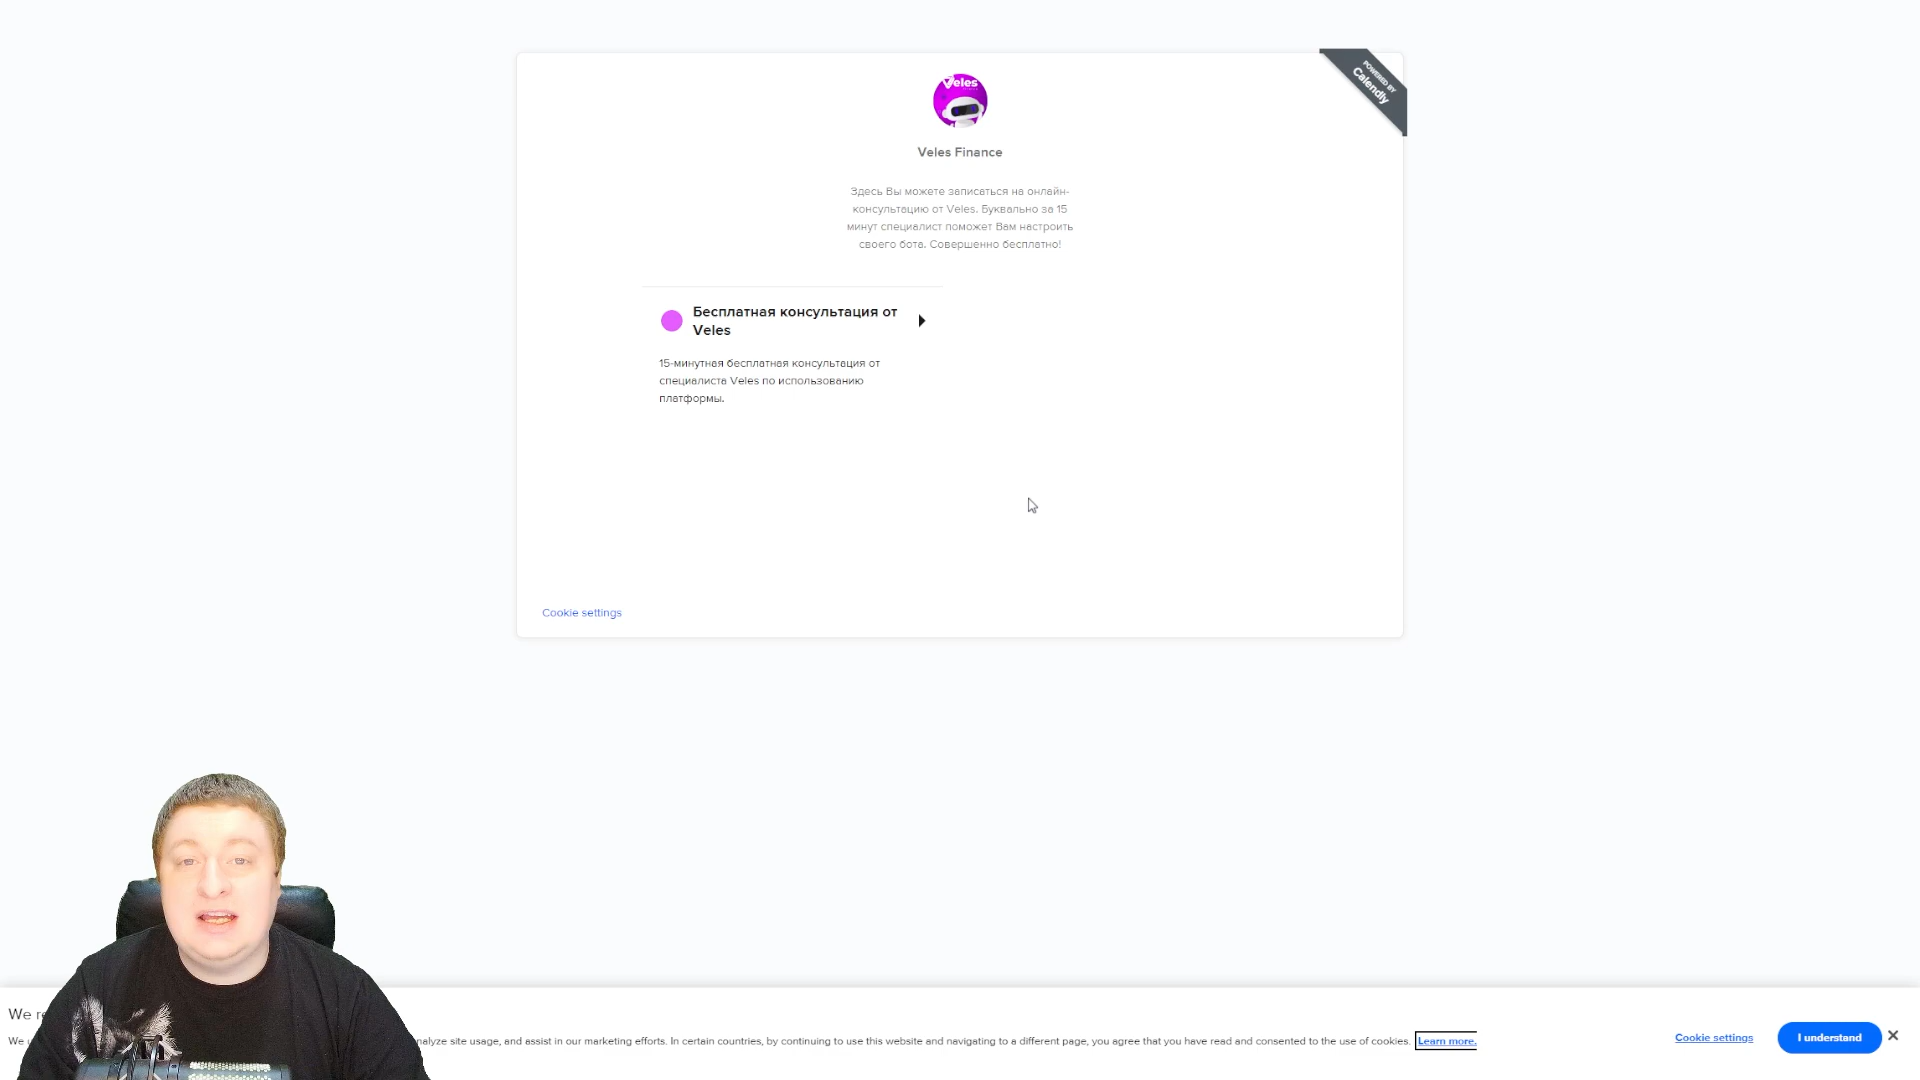 Veles
POWERED BY
Calendly
Veles Finance
Здесь Вы можете записаться на онлайн-
консультацию от Veles. Буквально за 15
минут специалист поможет Вам настроить
своего бота. Совершенно бесплатно!
Бесплатная консультация от
Veles
15-минутная бесплатная консультация от
специалиста Veles по использованию
платформы.
Cookie settings
We
We
nalyze site usage, and assist in our marketing efforts. In certain countries, by continuing to use this website and navigating to a different page, you agree that you have read and consented to the use of cookies. Learn more.
Cookie settings
I understand